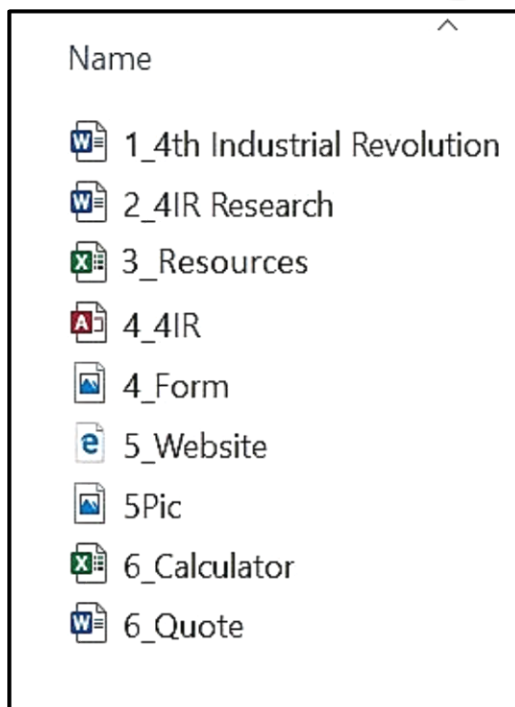 Name
1_4th Industrial Revolution
2_4IR Research
3_Resources
4_4IR
4_Form
5_Website
5Pic
6_Calculator
6_Quote